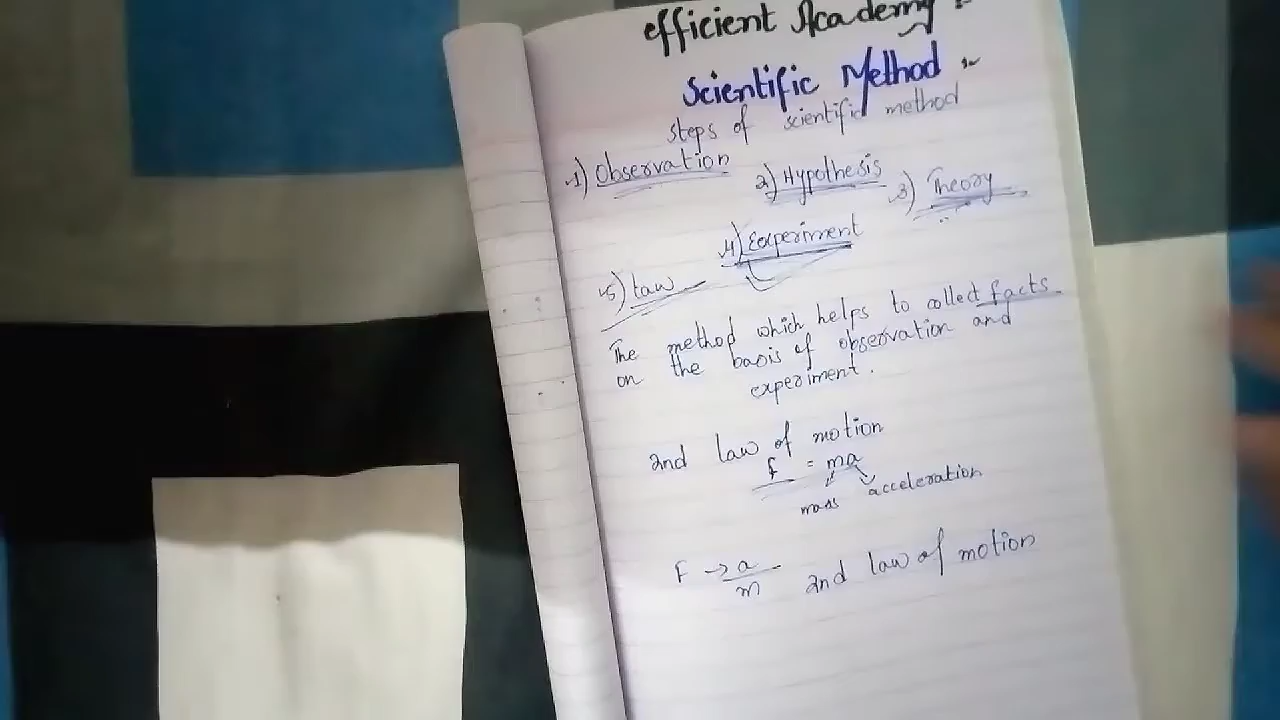 efficient Academy :
Scientific Method :~
steps of scientific method
1) Observation 2) Hypothesis 3) Theory
4) Experiment
5) law
The method which helps to collect facts
on the basis of observation and
experiment.
2nd law of motion
F = ma
mass acceleration
F → a/m 2nd law of motion